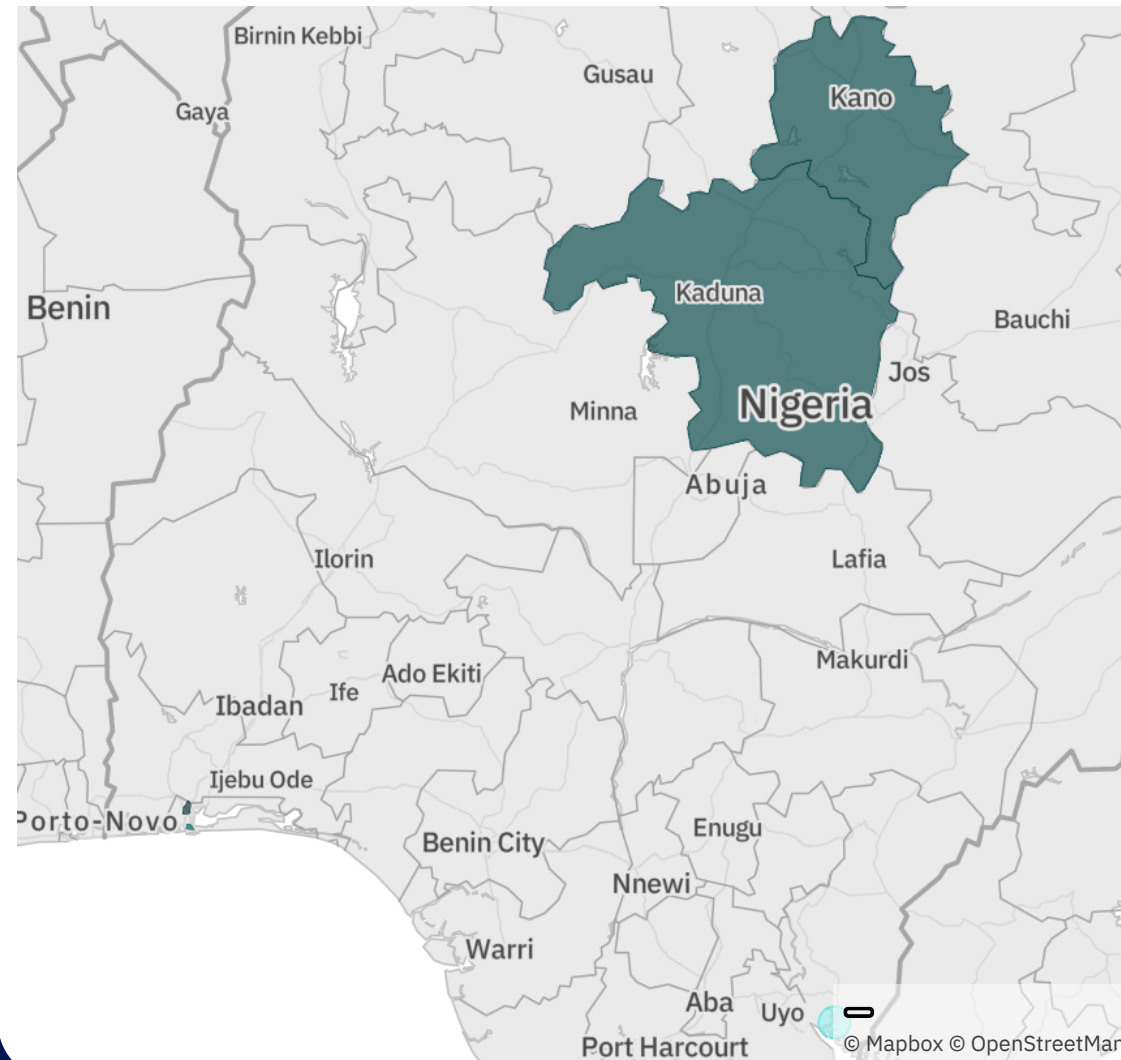 Birnin Kebbi
Gusau
Kano
Gaya
Kaduna
Benin
Bauchi
Jos
Nigeria
Minna
Abuja
Ilorin
Lafia
Makurdi
Ado Ekiti
Ife
Ibadan
Ijebu Ode
Porto-Novo
Enugu
Benin City
Nnewi
Warri
Aba
Uyo
Port Harcourt
© Mapbox © OpenStreetMap